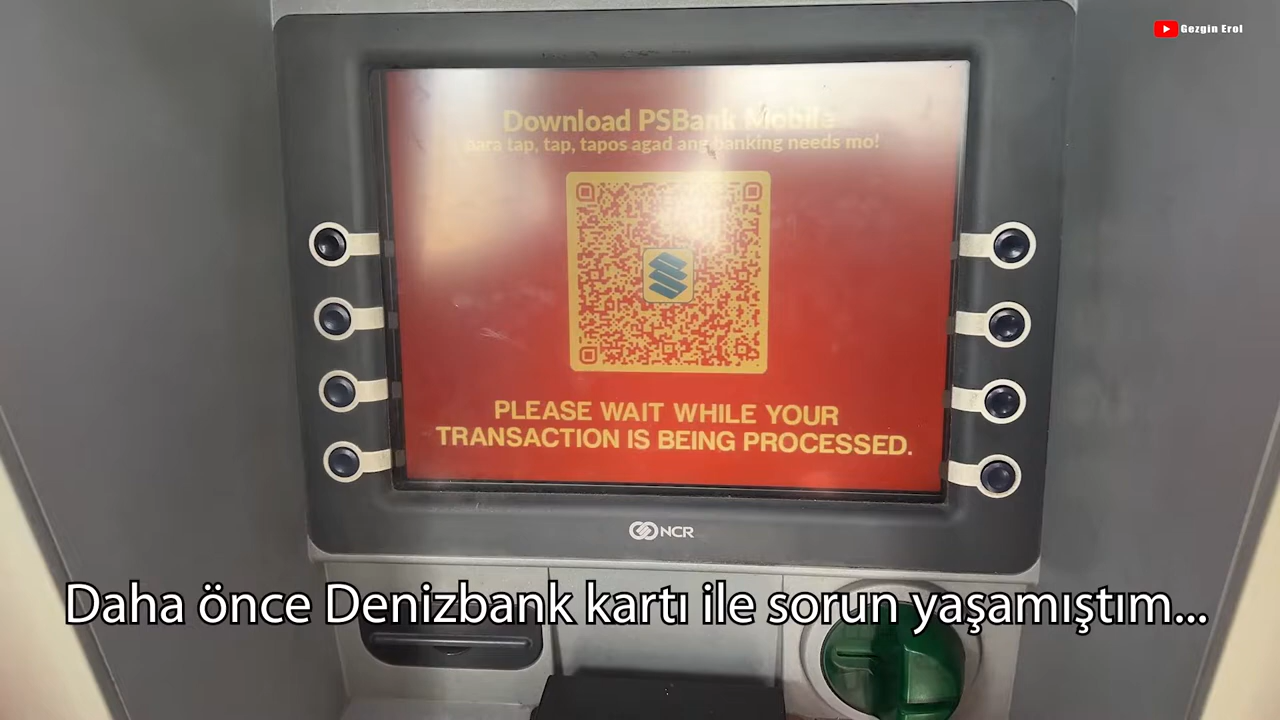 Gezgin Erol
Download PSBank Mobile
para tap, tap, tapos agad ang banking needs mo!
PLEASE WAIT WHILE YOUR
TRANSACTION IS BEING PROCESSED.
NCR
Daha önce Denizbank kartı ile sorun yaşamıştım...